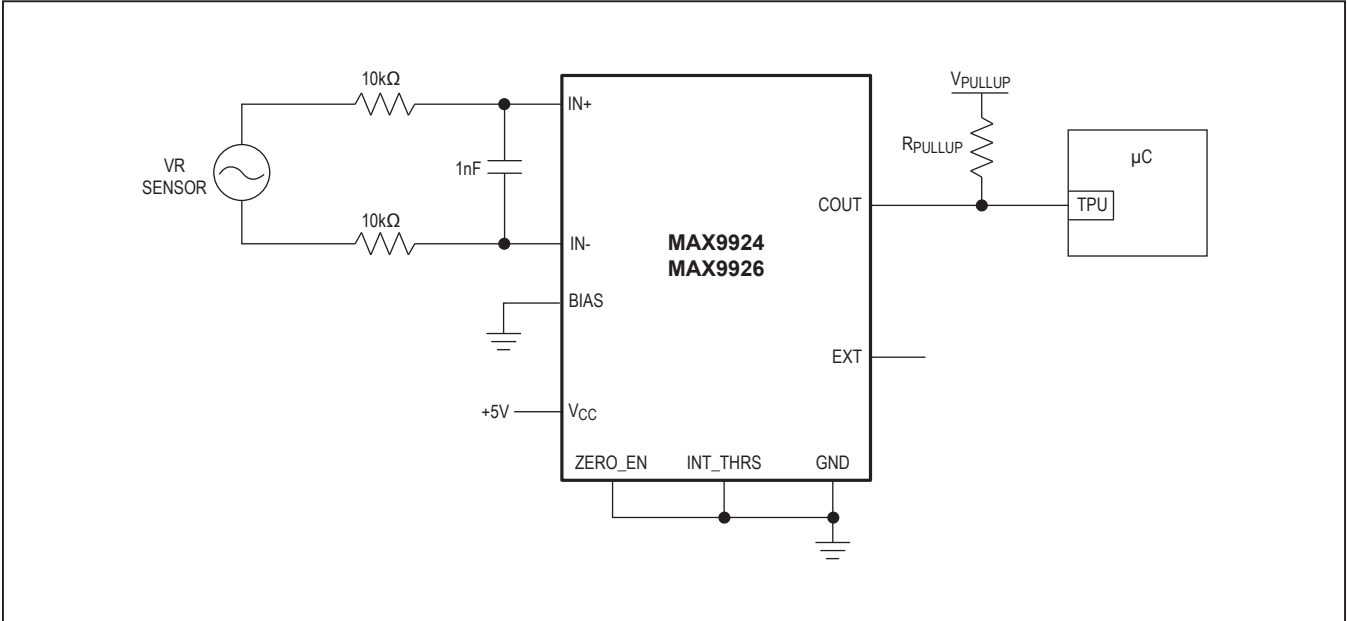 10kΩ
VPULLUP
IN+
RPULLUP
µC
VR
SENSOR
1nF
COUT
TPU
10kΩ
IN-
MAX9924
MAX9926
BIAS
EXT
+5V
VCC
ZERO_EN
INT_THRS
GND